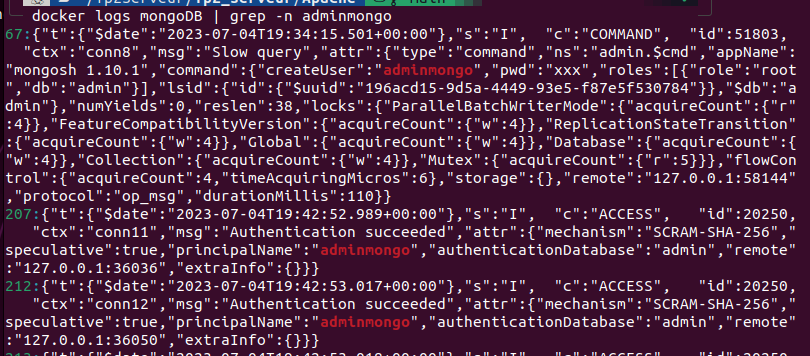 docker logs mongoDB | grep -n adminmongo
67:{"t":{"$date":"2023-07-04T19:34:15.501+00:00"},"s":"I",  "c":"COMMAND",  "id":51803,
"ctx":"conn8","msg":"Slow query","attr":{"type":"command","ns":"admin.$cmd","appName":
"mongosh 1.10.1","command":{"createUser":"adminmongo","pwd":"xxx","roles":[{"role":"root
","db":"admin"}],"lsid":{"id":{"$uuid":"196acd15-9d5a-4449-93e5-f87e5f530784"}},"$db":"a
dmin"},"numYields":0,"reslen":38,"locks":{"ParallelBatchWriterMode":{"acquireCount":{"r"
:4}},"FeatureCompatibilityVersion":{"acquireCount":{"w":4}},"ReplicationStateTransition"
:{"acquireCount":{"w":4}},"Global":{"acquireCount":{"w":4}},"Database":{"acquireCount":{
"w":4}},"Collection":{"acquireCount":{"w":4}},"Mutex":{"acquireCount":{"r":5}}},"flowCon
trol":{"acquireCount":4,"timeAcquiringMicros":6},"storage":{},"remote":"127.0.0.1:58144"
,"protocol":"op_msg","durationMillis":110}}
207:{"t":{"$date":"2023-07-04T19:42:52.989+00:00"},"s":"I",  "c":"ACCESS",   "id":20250,
"ctx":"conn11","msg":"Authentication succeeded","attr":{"mechanism":"SCRAM-SHA-256","
speculative":true,"principalName":"adminmongo","authenticationDatabase":"admin","remote"
:"127.0.0.1:36036","extraInfo":{}}}
212:{"t":{"$date":"2023-07-04T19:42:53.017+00:00"},"s":"I",  "c":"ACCESS",   "id":20250,
"ctx":"conn12","msg":"Authentication succeeded","attr":{"mechanism":"SCRAM-SHA-256","
speculative":true,"principalName":"adminmongo","authenticationDatabase":"admin","remote"
:"127.0.0.1:36050","extraInfo":{}}}